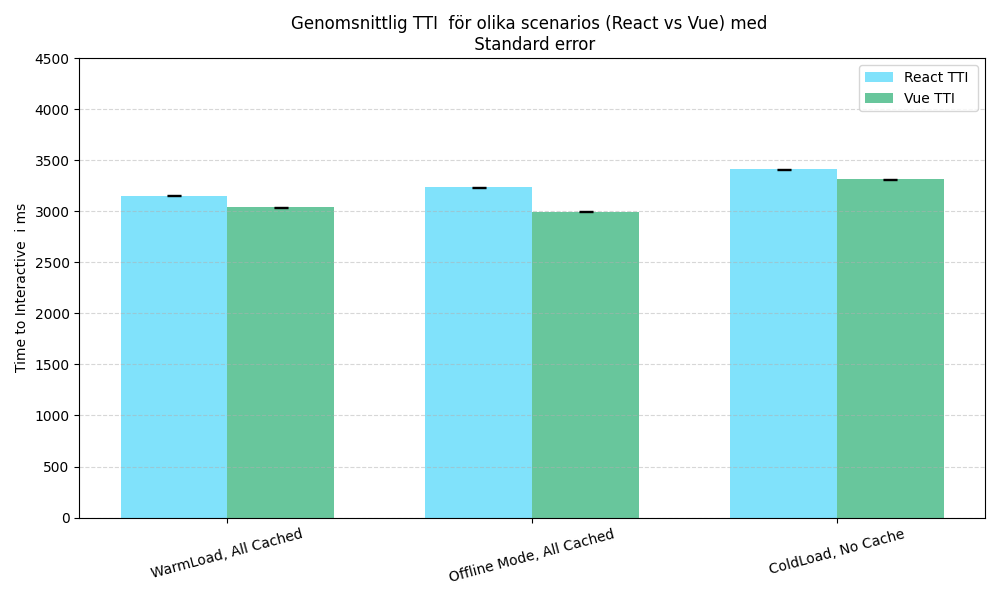 Genomsnittlig TTI  för olika scenarios (React vs Vue) med
Standard error
React TTI
Vue TTI
Time to Interactive  i ms
4500
4000
3500
3000
2500
2000
1500
1000
500
0
WarmLoad, All Cached
Offline Mode, All Cached
ColdLoad, No Cache